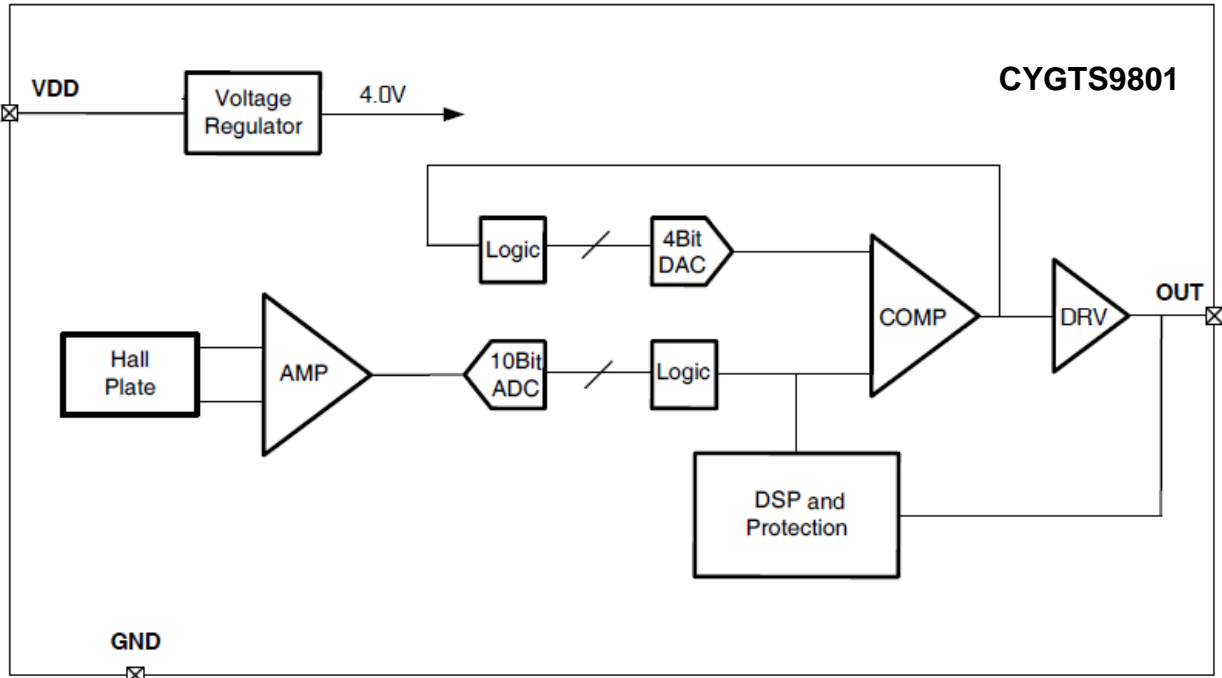 CYGTS9801
VDD
Voltage
Regulator
4.0V
Logic
4Bit
DAC
COMP
DRV
OUT
Hall
Plate
AMP
10Bit
ADC
Logic
DSP and
Protection
GND